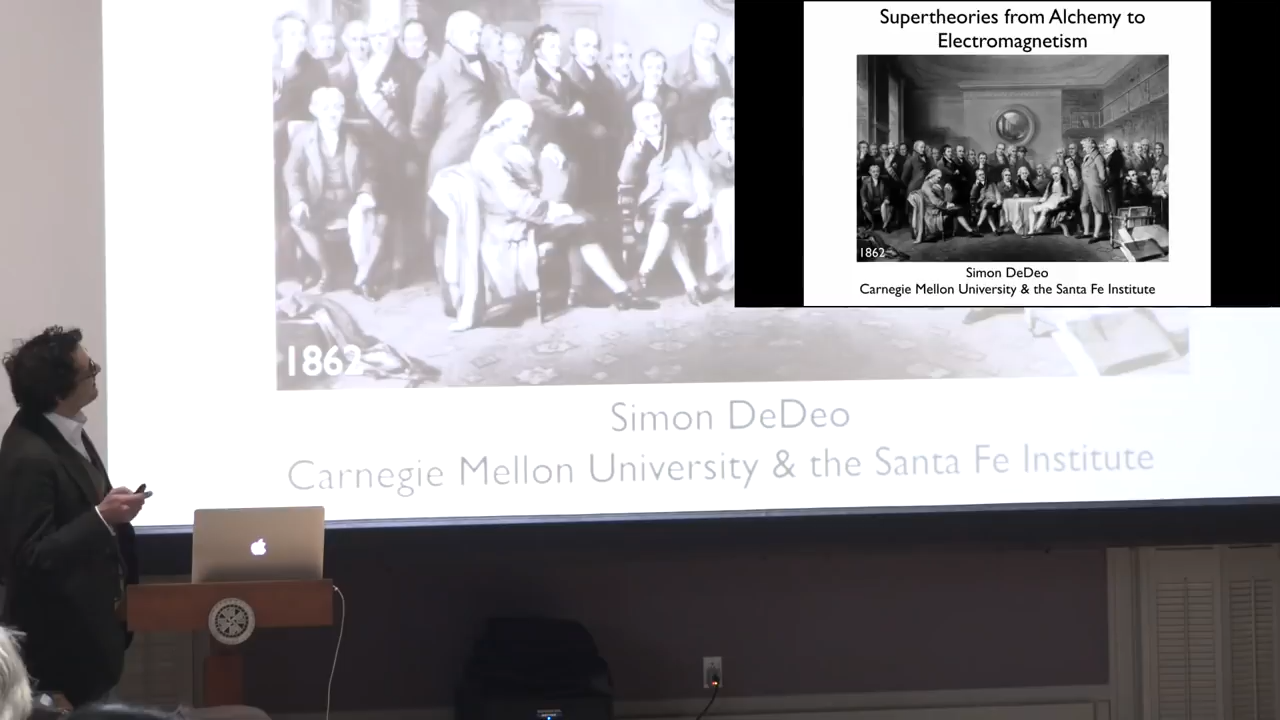 Supertheories from Alchemy to
Electromagnetism
1862
Simon DeDeo
Carnegie Mellon University & the Santa Fe Institute
1862
Simon DeDeo
Carnegie Mellon University & the Santa Fe Institute